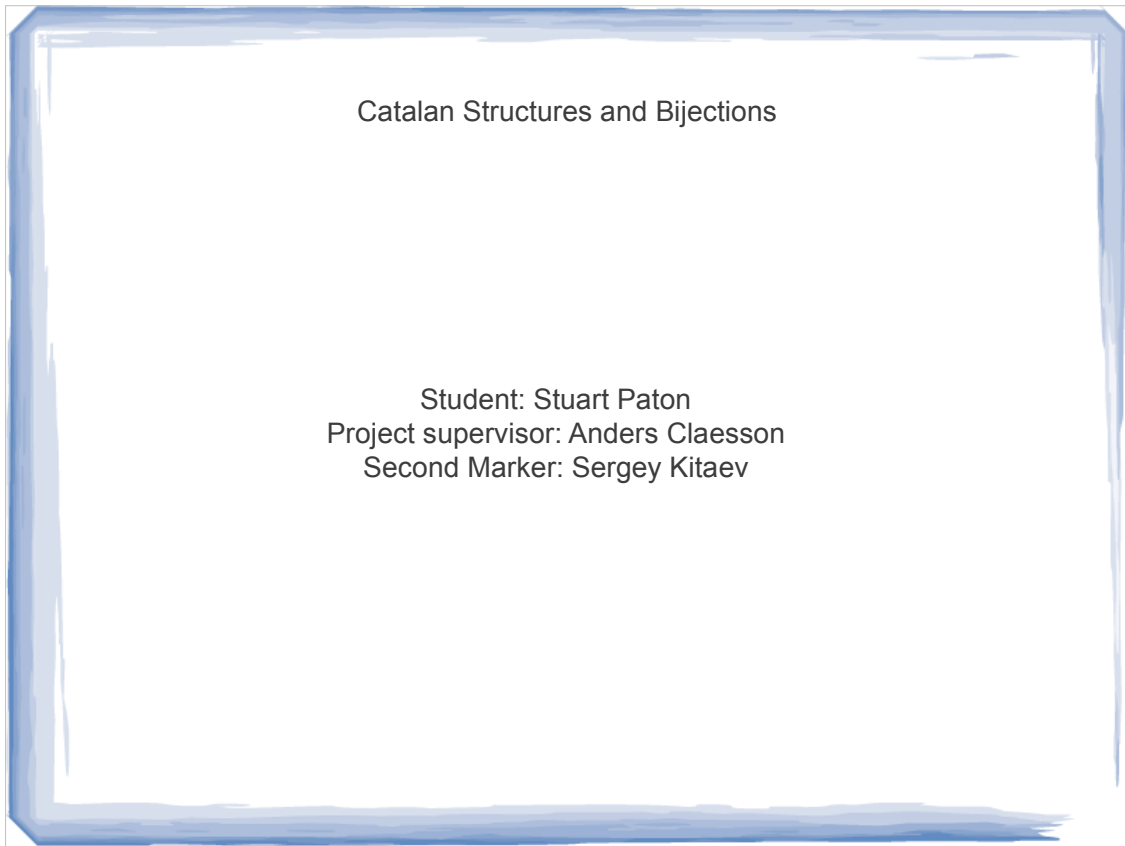 Catalan Structures and Bijections
Student: Stuart Paton
Project supervisor: Anders Claesson
Second Marker: Sergey Kitaev